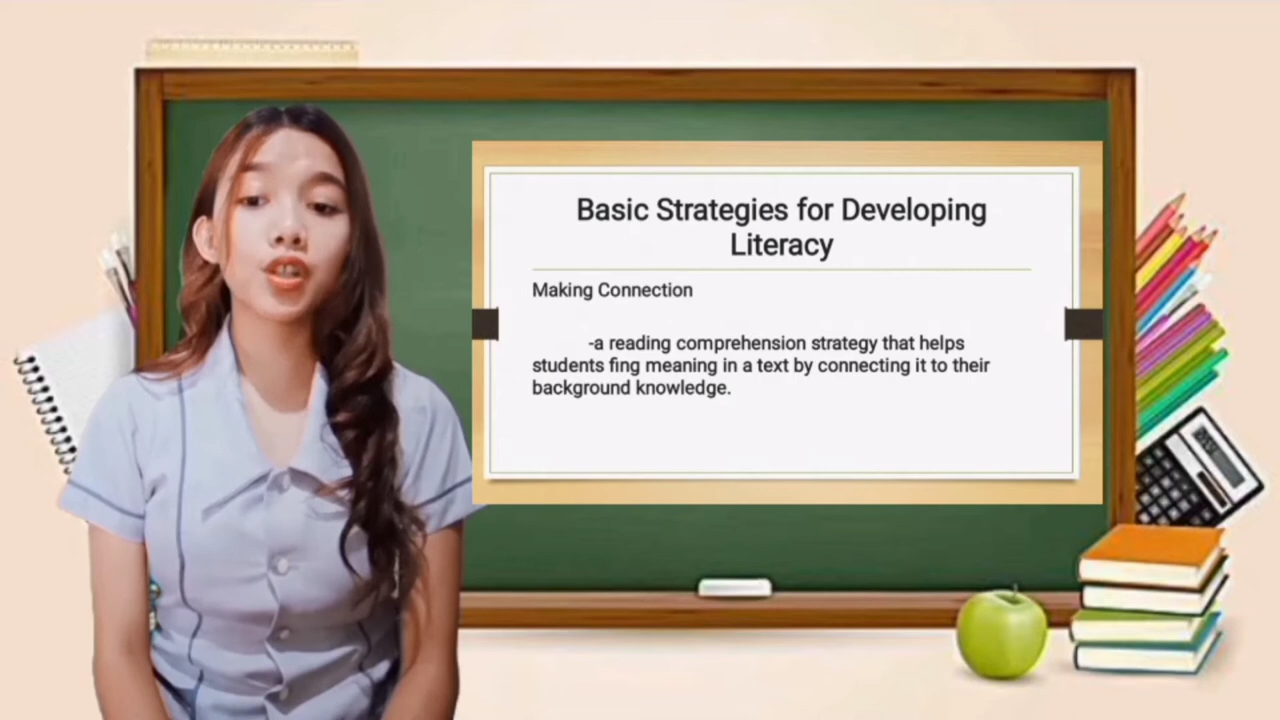 Basic Strategies for Developing
Literacy
Making Connection
-a reading comprehension strategy that helps
students fing meaning in a text by connecting it to their
background knowledge.